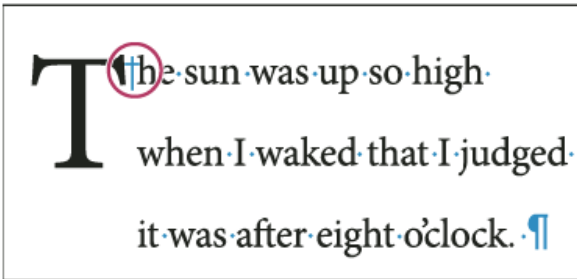 The sun was up so high
when I waked that I judged
it was after eight o’clock. ¶